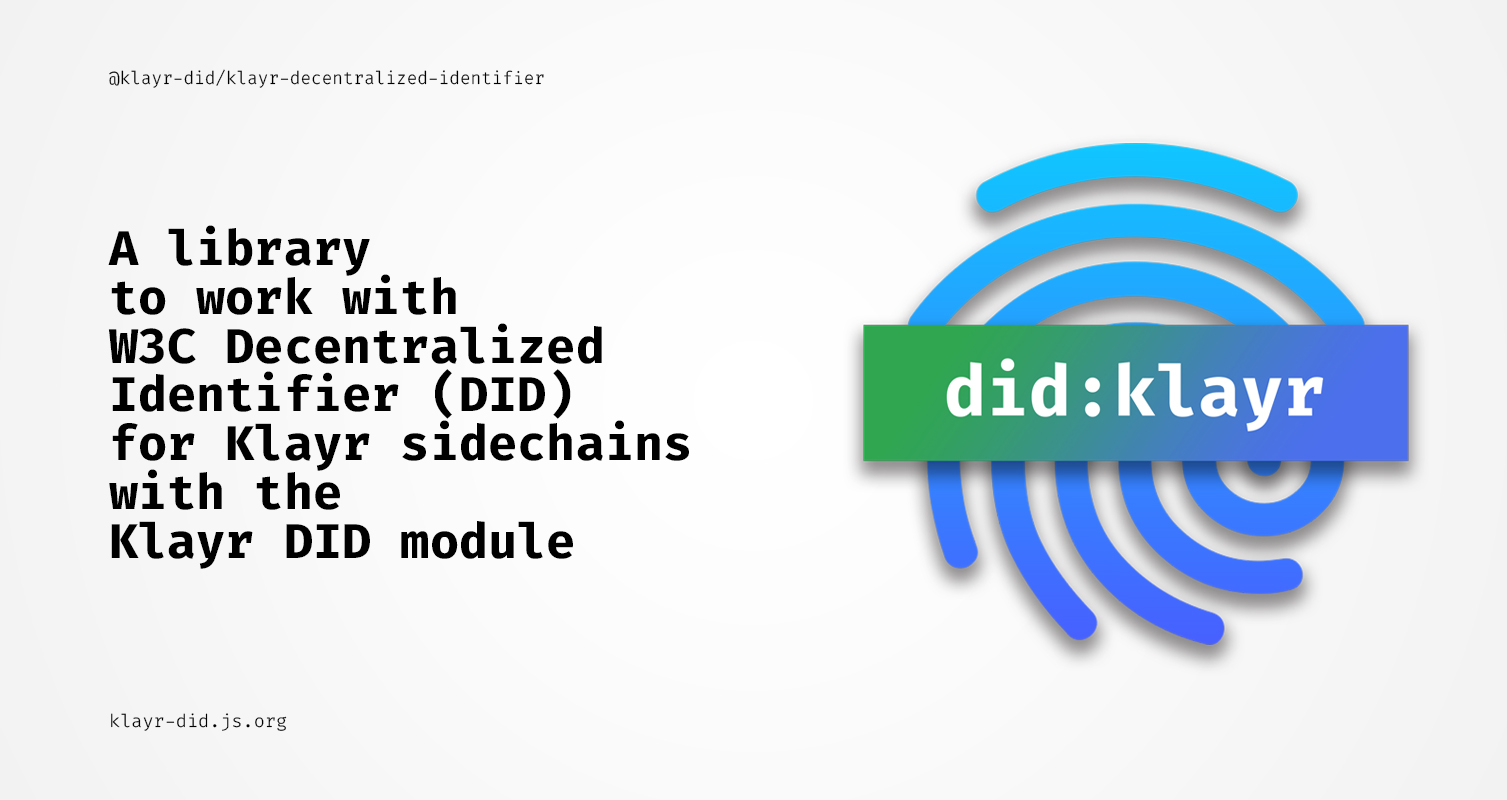 @klayr-did/klayr-decentralized-identifier
A library
to work with
W3C Decentralized
Identifier (DID)
for Klayr sidechains
with the
Klayr DID module
did:klayr
klayr-did.js.org